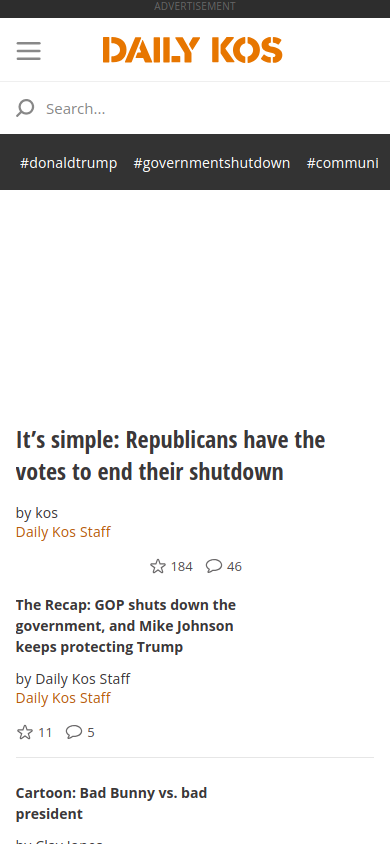 ADVERTISEMENT
DAILY KOS
Search...
#donaldtrump #governmentshutdown #communi
It’s simple: Republicans have the
votes to end their shutdown
by kos
Daily Kos Staff
184 46
The Recap: GOP shuts down the
government, and Mike Johnson
keeps protecting Trump
by Daily Kos Staff
Daily Kos Staff
11 5
Cartoon: Bad Bunny vs. bad
president
by Clay Jones